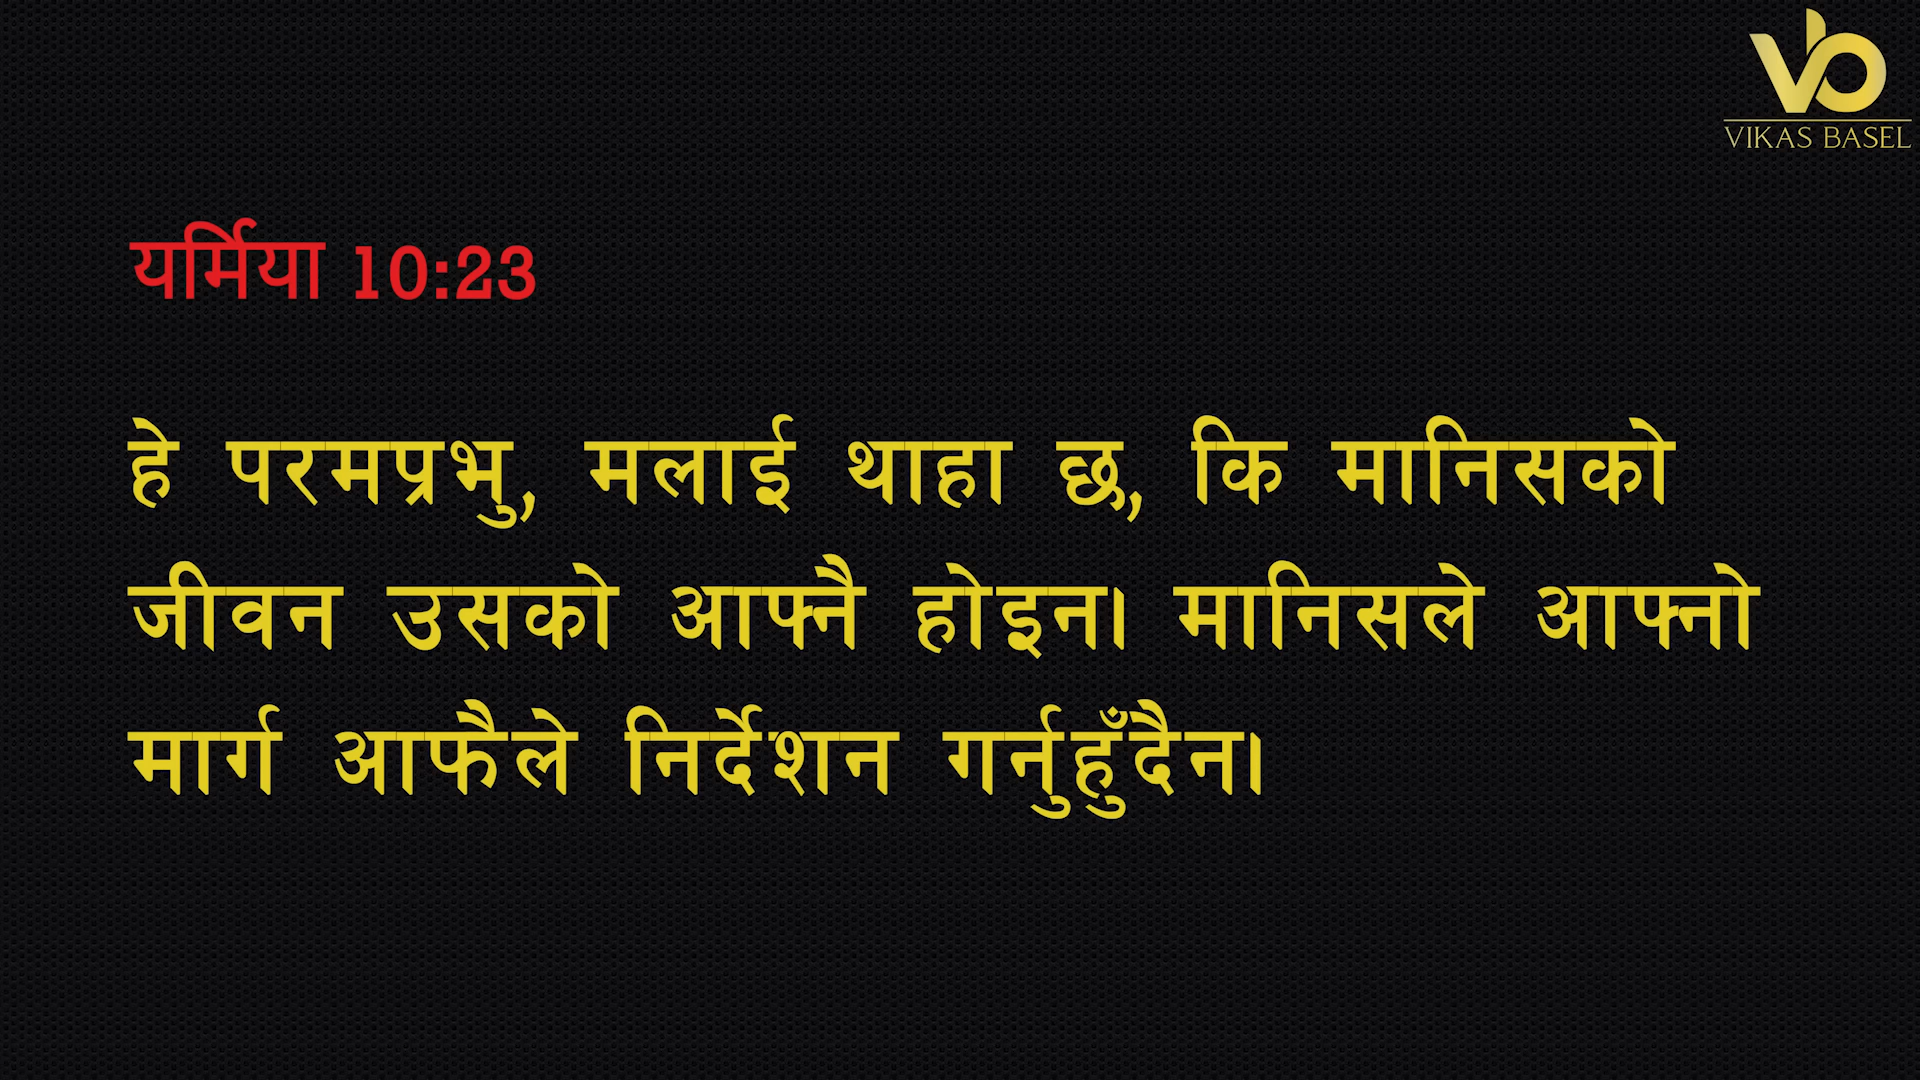 VIKAS BASEL
यर्मिया 10:23
हे परमप्रभु, मलाई थाहा छ, कि मानिसको
जीवन उसको आफ्नै होइन। मानिसले आफ्नो
मार्ग आफैले निर्देशन गर्नुहुँदैन।